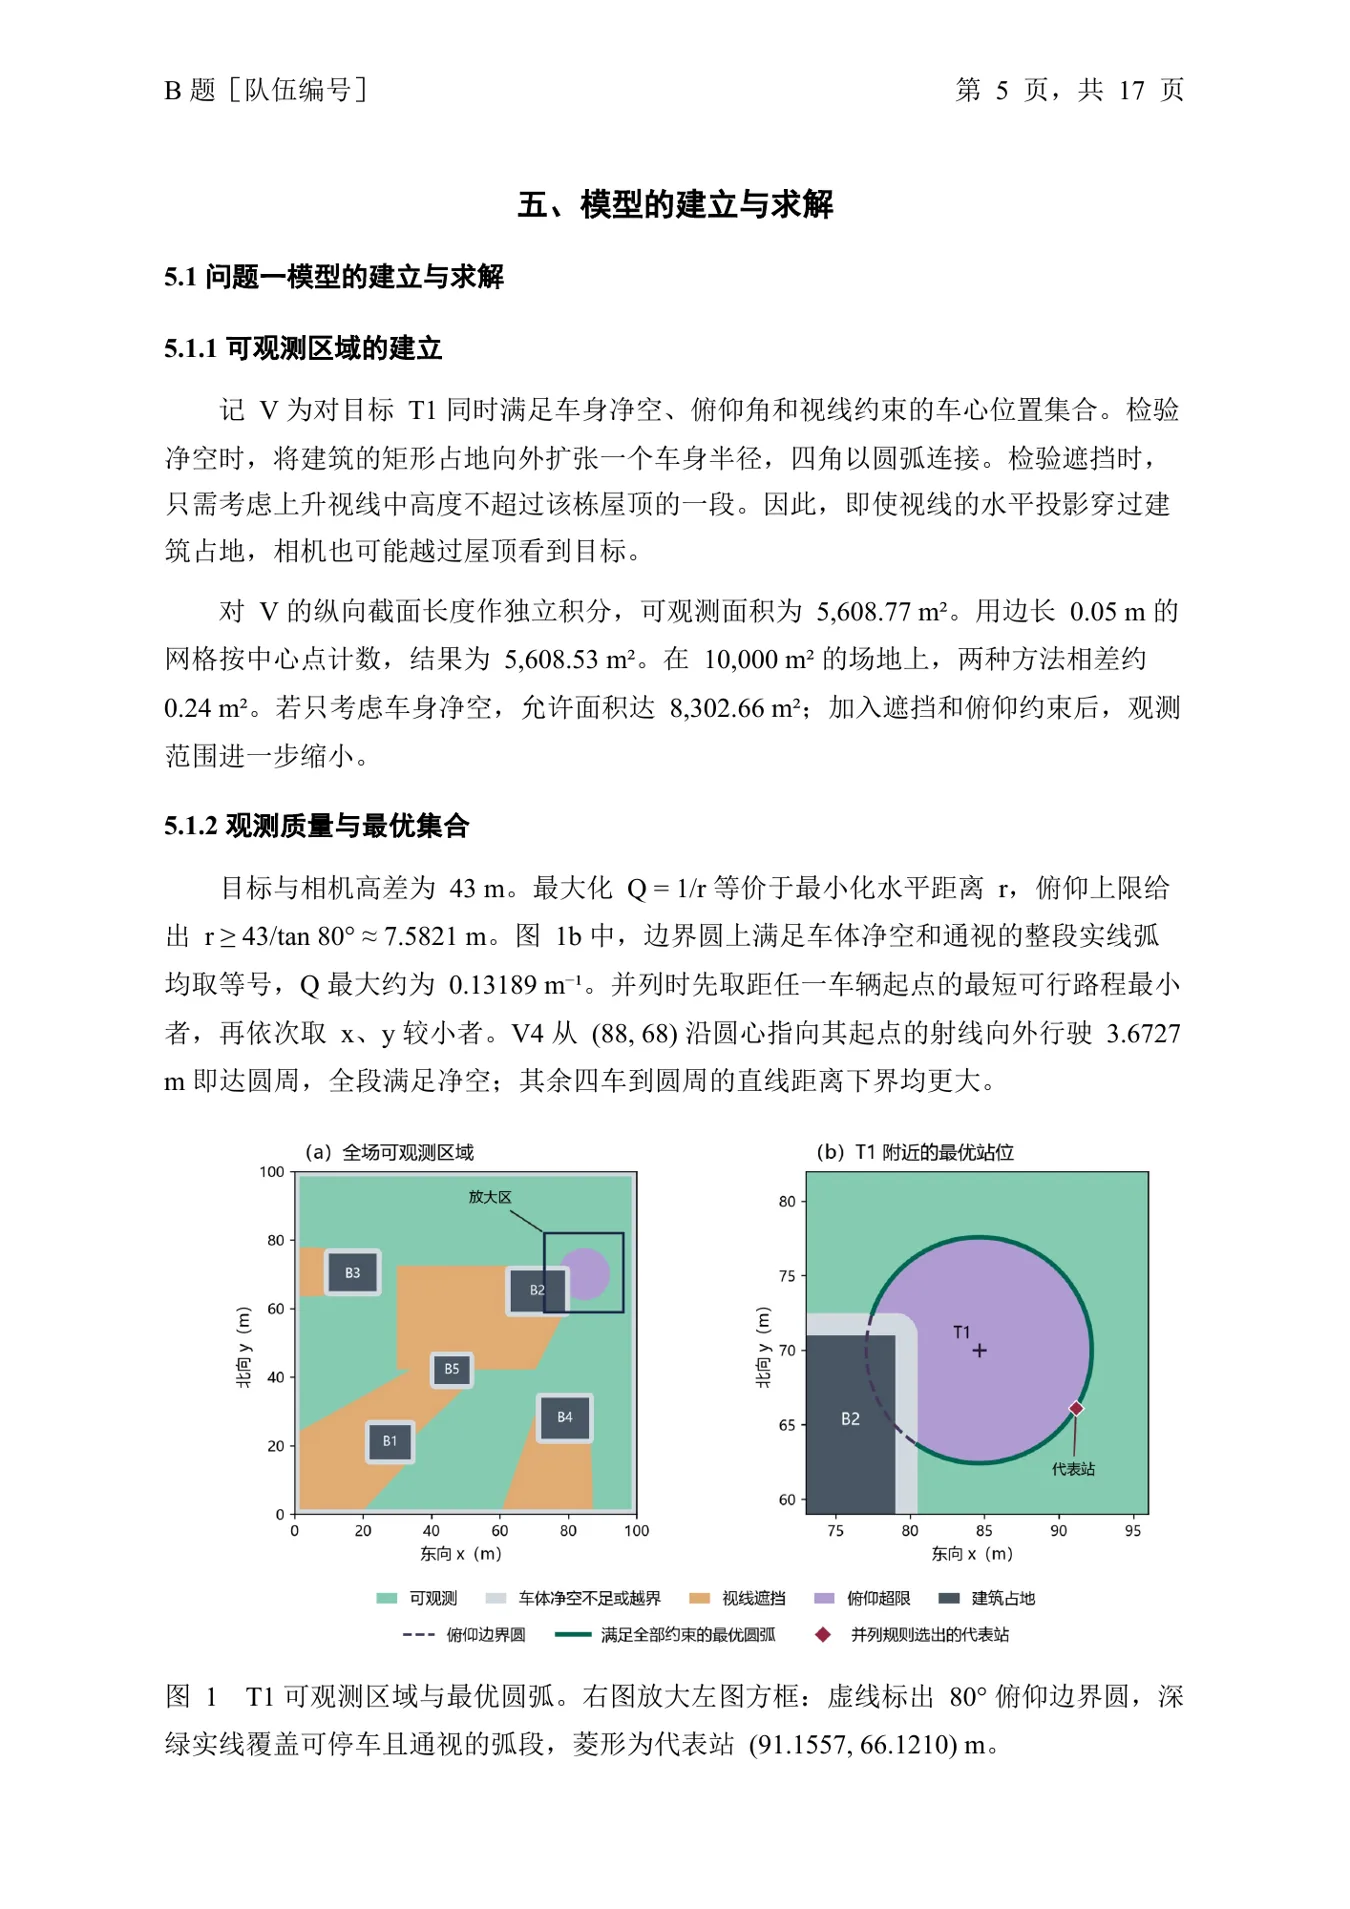 B 题［队伍编号］ 第 5 页，共 17 页
五、模型的建立与求解
5.1 问题一模型的建立与求解
5.1.1 可观测区域的建立
记 V 为对目标 T1 同时满足车身净空、俯仰角和视线约束的车心位置集合。检验
净空时，将建筑的矩形占地向外扩张一个车身半径，四角以圆弧连接。检验遮挡时，
只需考虑上升视线中高度不超过该栋屋顶的一段。因此，即使视线的水平投影穿过建
筑占地，相机也可能越过屋顶看到目标。
对 V 的纵向截面长度作独立积分，可观测面积为 5,608.77 m²。用边长 0.05 m 的
网格按中心点计数，结果为 5,608.53 m²。在 10,000 m² 的场地上，两种方法相差约
0.24 m²。若只考虑车身净空，允许面积达 8,302.66 m²；加入遮挡和俯仰约束后，观测
范围进一步缩小。
5.1.2 观测质量与最优集合
目标与相机高差为 43 m。最大化 Q = 1/r 等价于最小化水平距离 r，俯仰上限给
出 r ≥ 43/tan 80° ≈ 7.5821 m。图 1b 中，边界圆上满足车体净空和通视的整段实线弧
均取等号，Q 最大约为 0.13189 m⁻¹。并列时先取距任一车辆起点的最短可行路程最小
者，再依次取 x、y 较小者。V4 从 (88, 68) 沿圆心指向其起点的射线向外行驶 3.6727
m 即达圆周，全段满足净空；其余四车到圆周的直线距离下界均更大。
（a）全场可观测区域
100
80
60
40
20
0
北向 y（m）
放大区
B3
B2
B5
B4
B1
0 20 40 60 80 100
东向 x（m）
（b）T1 附近的最优站位
80
75
70
65
60
北向 y（m）
T1
B2
代表站
75 80 85 90 95
东向 x（m）
可观测 车体净空不足或越界 视线遮挡 俯仰超限 建筑占地
俯仰边界圆 满足全部约束的最优圆弧 并列规则选出的代表站
图 1 T1 可观测区域与最优圆弧。右图放大左图方框：虚线标出 80° 俯仰边界圆，深
绿实线覆盖可停车且通视的弧段，菱形为代表站 (91.1557, 66.1210) m。